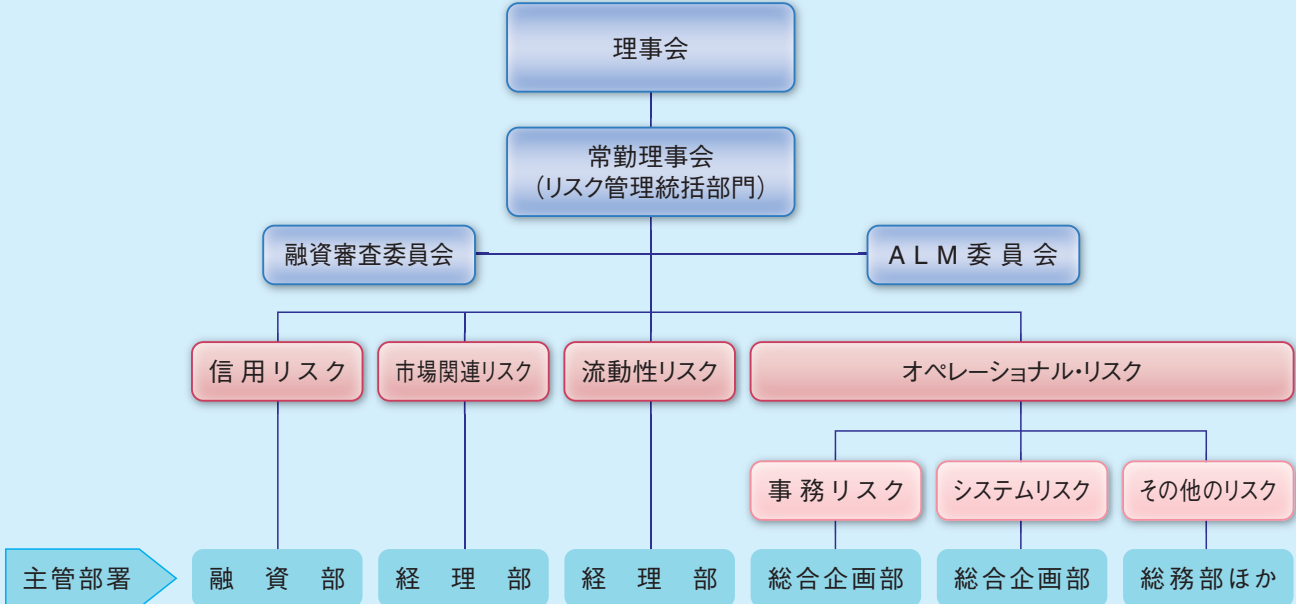 理事会
常勤理事会
（リスク管理統括部門）
融資審査委員会
ALM委員会
信用リスク
市場関連リスク
流動性リスク
オペレーショナル・リスク
事務リスク
システムリスク
その他のリスク
主管部署
融資部
経理部
経理部
総合企画部
総合企画部
総務部ほか